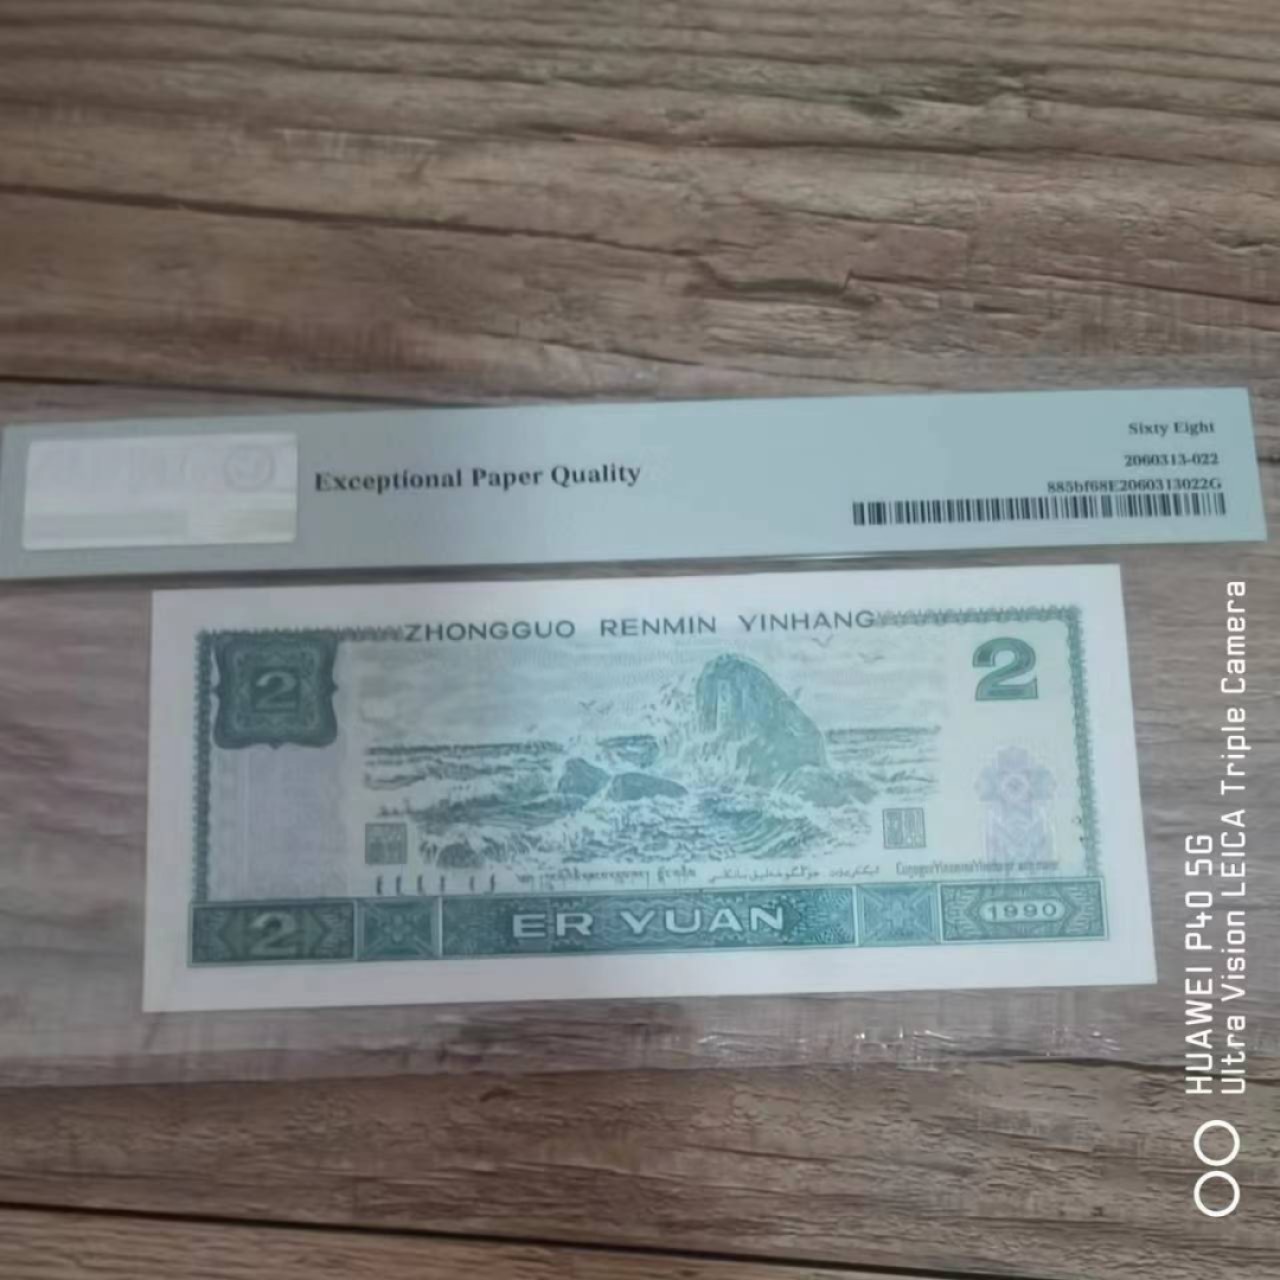 Exceptional Paper Quality
Sixty Eight
2060313-022
885bf68E2060313022G
ZHONGGUO RENMIN YINHANG
2
2
2
ER YUAN
1990
HUAWEI P40 5G
Ultra Vision LEICA Triple Camera